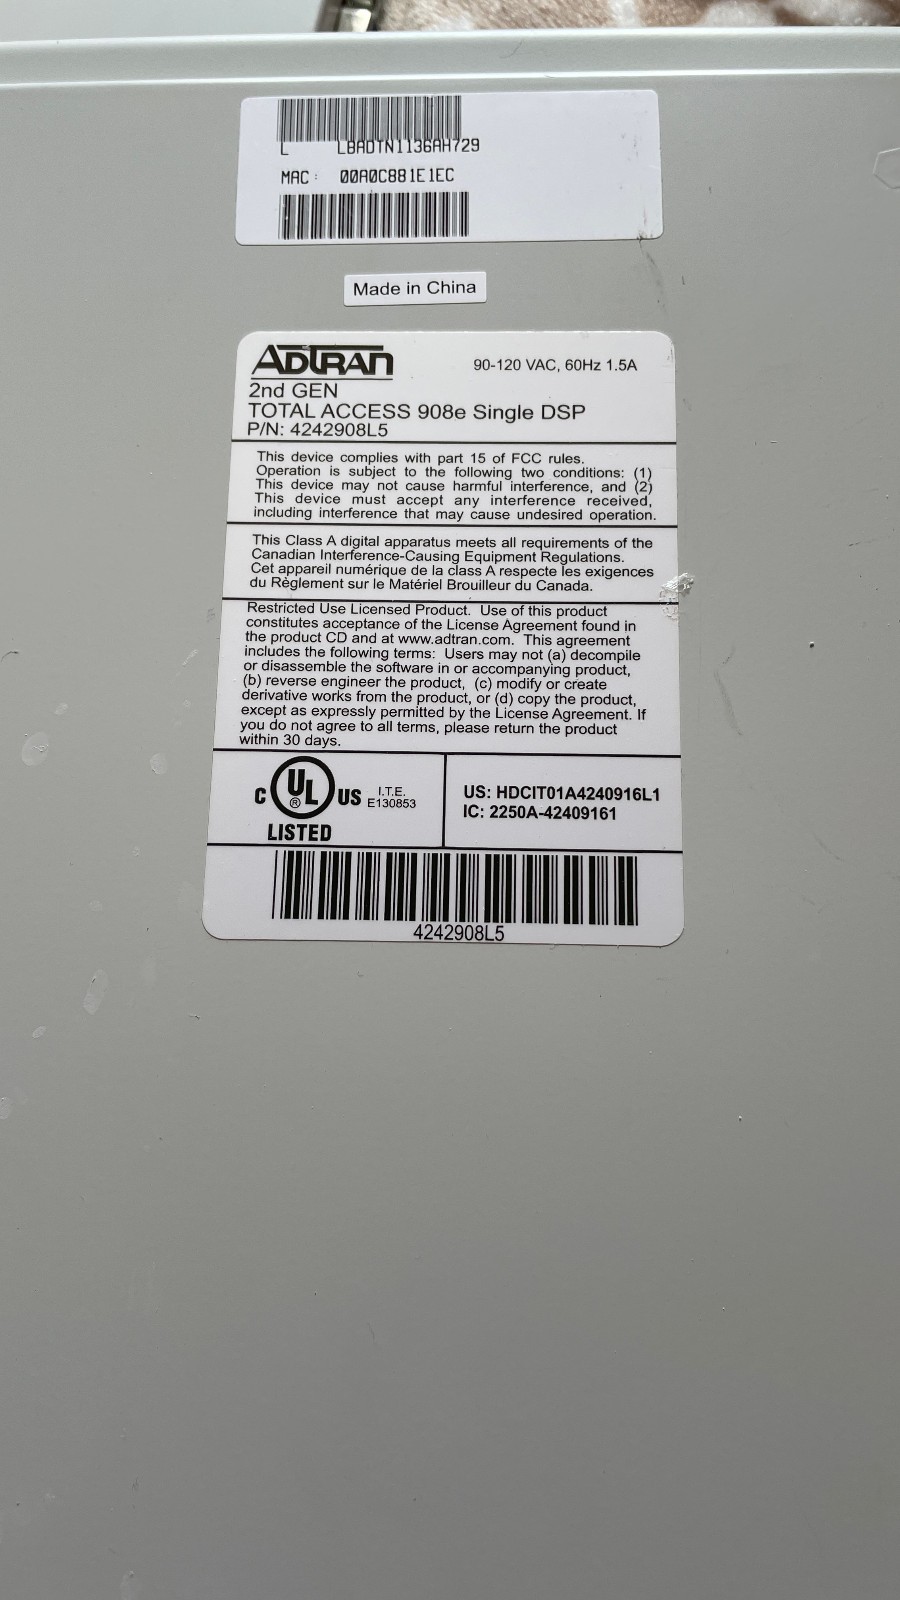 L LBADTN1136AH729
MAC: 00A0C881E1EC
Made in China
ADTRAN
90-120 VAC, 60Hz 1.5A
2nd GEN
TOTAL ACCESS 908e Single DSP
P/N: 4242908L5
This device complies with part 15 of FCC rules.
Operation is subject to the following two conditions: (1)
This device may not cause harmful interference, and (2)
This device must accept any interference received,
including interference that may cause undesired operation.
This Class A digital apparatus meets all requirements of the
Canadian Interference-Causing Equipment Regulations.
Cet appareil numérique de la class A respecte les exigences
du Règlement sur le Matériel Brouilleur du Canada.
Restricted Use Licensed Product. Use of this product
constitutes acceptance of the License Agreement found in
the product CD and at www.adtran.com. This agreement
includes the following terms: Users may not (a) decompile
or disassemble the software in or accompanying product,
(b) reverse engineer the product, (c) modify or create
derivative works from the product, or (d) copy the product,
except as expressly permitted by the License Agreement. If
you do not agree to all terms, please return the product
within 30 days.
C UL ® US I.T.E.
E130853
LISTED
US: HDCIT01A4240916L1
IC: 2250A-42409161
4242908L5